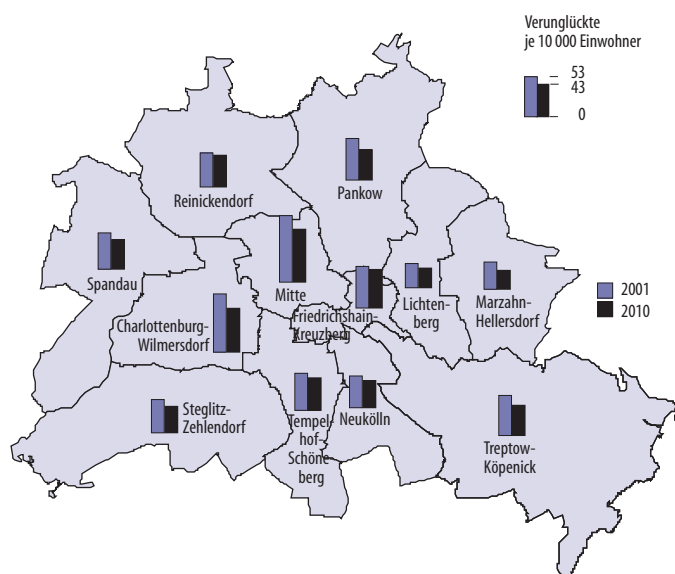 Verunglückte
je 10 000 Einwohner
53
43
0
Reinickendorf
Pankow
Spandau
Mitte
Lichten-
berg
Marzahn-
Hellersdorf
2001
2010
Charlottenburg-
Wilmersdorf
Friedrichshain-
Kreuzberg
Steglitz-
Zehlendorf
Tempel-
hof-
Schöne
berg
Neukölln
Treptow-
Köpenick